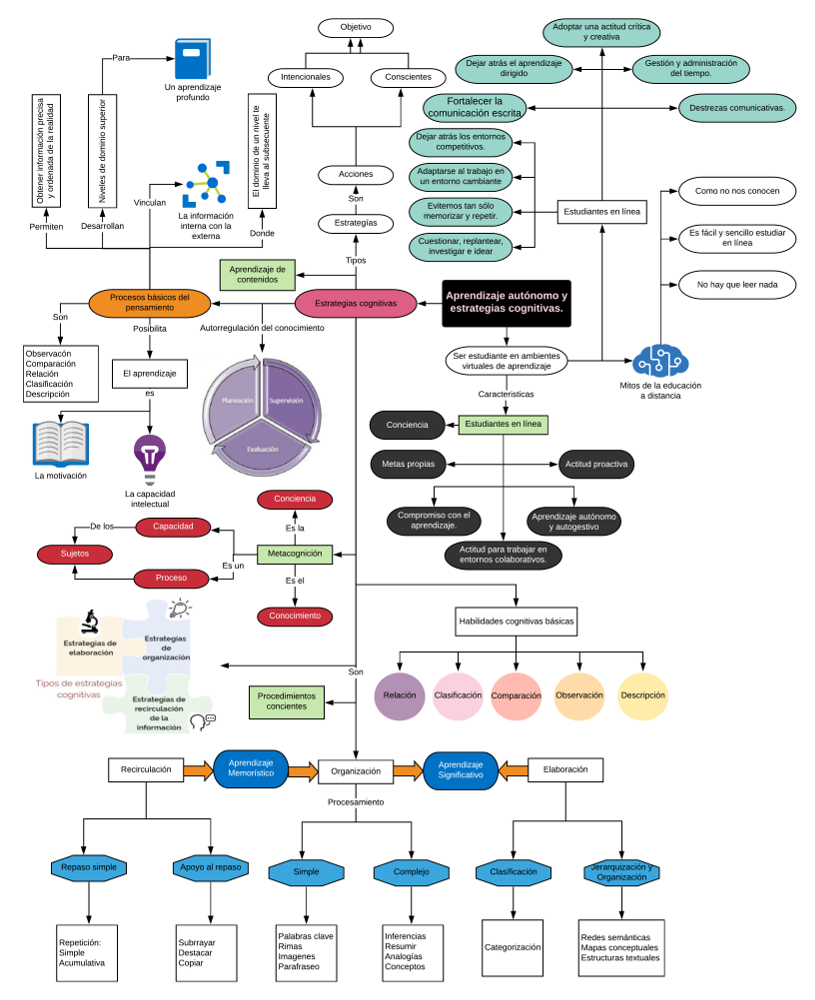 Objetivo
Adoptar una actitud crítica
y creativa
Para
Un aprendizaje
profundo
Intencionales
Conscientes
Dejar atrás el aprendizaje
dirigido
Gestión y administración
del tiempo.
Obtener información precisa
y ordenada de la realidad
Niveles de dominio superior
El dominio de un nivel te
lleva al subsecuente
Fortalecer la
comunicación escrita
Destrezas comunicativas.
Dejar atrás los entornos
competitivos.
Acciones
Adaptarse al trabajo en
un entorno cambiante
Como no nos conocen
Son
Vinculan
La información
interna con la
externa
Evitemos tan sólo
memorizar y repetir.
Estudiantes en línea
Permiten
Desarrollan
Donde
Estrategías
Es fácil y sencillo estudiar
en línea
Cuestionar, replantear,
investigar e idear
Tipos
Aprendizaje de
contenidos
No hay que leer nada
Procesos básicos del
pensamiento
Estrategias cognitivas
Aprendizaje autónomo y
estrategias cognitivas.
Son
Posibilita
Autorregulación del conocimiento
Observacón
Comparación
Relación
Clasificación
Descripción
El aprendizaje
es
Ser estudiante en ambientes
virtuales de aprendizaje
Mitos de la educación
a distancia
Planeación
Supervisión
Evaluación
Caracteristicas
Conciencia
Estudiantes en línea
La motivación
La capacidad
intelectual
Metas propias
Actitud proactiva
Compromiso con el
aprendizaje.
Aprendizaje autónomo
y autogestivo
Actitud para trabajar en
entornos colaborativos.
Conciencia
Es la
De los
Capacidad
Sujetos
Metacognición
Es un
Proceso
Es el
Conocimiento
Habilidades cognitivas básicas
Estrategias de
elaboración
Estrategias
de
organización
Tipos de estrategias
cognitivas
Estrategias de
recirculación
de la
información
Son
Procedimientos
concientes
Relación
Clasificación
Comparación
Observación
Descripción
Recirculación
Aprendizaje
Memorístico
Organización
Aprendizaje
Significativo
Elaboración
Procesamiento
Repaso simple
Apoyo al repaso
Simple
Complejo
Clasificación
Jerarquización y
Organización
Repetición:
Simple
Acumulativa
Subrrayar
Destacar
Copiar
Palabras clave
Rimas
Imagenes
Parafraseo
Inferencias
Resumir
Analogías
Conceptos
Categorización
Redes semánticas
Mapas conceptuales
Estructuras textuales